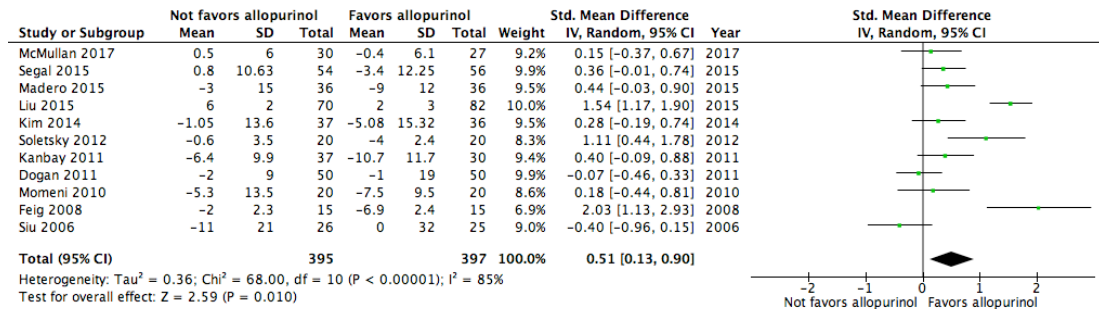 Not favors allopurinol Favors allopurinol Std. Mean Difference Std. Mean Difference
Study or Subgroup Mean SD Total Mean SD Total Weight IV, Random, 95% CI Year IV, Random, 95% CI
McMullan 2017 0.5 6 30 -0.4 6.1 27 9.2% 0.15 [-0.37, 0.67] 2017
Segal 2015 0.8 10.63 54 -3.4 12.25 56 9.9% 0.36 [-0.01, 0.74] 2015
Madero 2015 -3 15 36 -9 12 36 9.5% 0.44 [-0.03, 0.90] 2015
Liu 2015 6 2 70 2 3 82 10.0% 1.54 [1.17, 1.90] 2015
Kim 2014 -1.05 13.6 37 -5.08 15.32 36 9.5% 0.28 [-0.19, 0.74] 2014
Soletsky 2012 -0.6 3.5 20 -4 2.4 20 8.3% 1.11 [0.44, 1.78] 2012
Kanbay 2011 -6.4 9.9 37 -10.7 11.7 30 9.4% 0.40 [-0.09, 0.88] 2011
Dogan 2011 -2 9 50 -1 19 50 9.8% -0.07 [-0.46, 0.33] 2011
Momeni 2010 -5.3 13.5 20 -7.5 9.5 20 8.6% 0.18 [-0.44, 0.81] 2010
Feig 2008 -2 2.3 15 -6.9 2.4 15 6.9% 2.03 [1.13, 2.93] 2008
Siu 2006 -11 21 26 0 32 25 9.0% -0.40 [-0.96, 0.15] 2006
Total (95% CI) 395 397 100.0% 0.51 [0.13, 0.90]
Heterogeneity: Tau² = 0.36; Chi² = 68.00, df = 10 (P < 0.00001); I² = 85%
Test for overall effect: Z = 2.59 (P = 0.010)
-2 -1 0 1 2
Not favors allopurinol Favors allopurinol